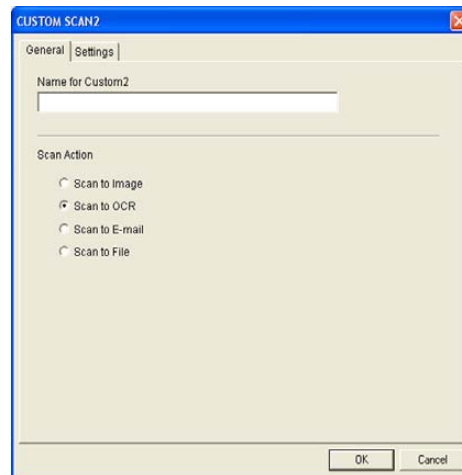 CUSTOM SCAN2
General Settings
Name for Custom2
Scan Action
Scan to Image
Scan to OCR
Scan to E-mail
Scan to File
OK Cancel